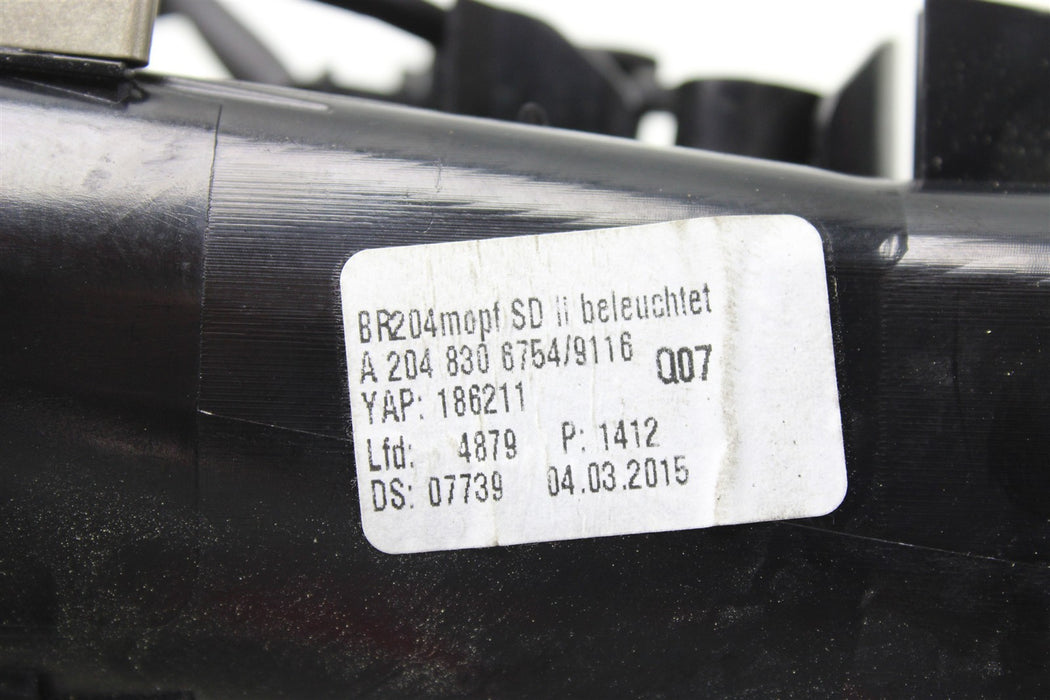 BR204mopf SD li beleuchtet
A 204 830 6754/9116 Q07
YAP: 186211
Lfd: 4879 P: 1412
DS: 07739 04.03.2015